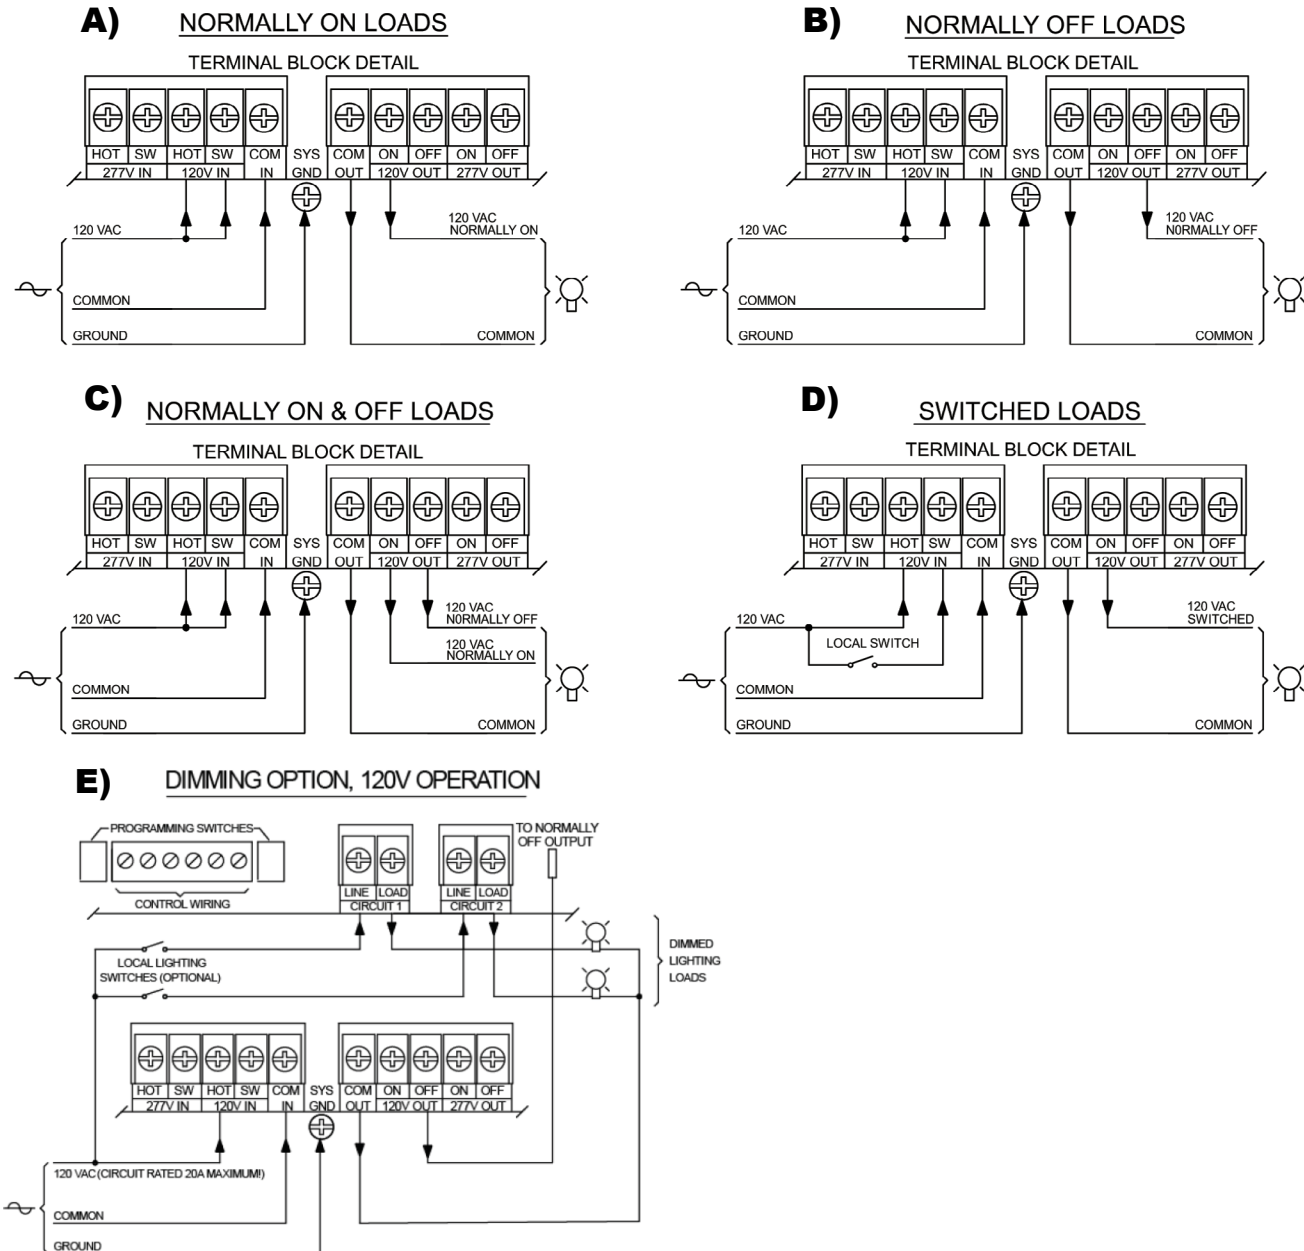 A) NORMALLY ON LOADS
TERMINAL BLOCK DETAIL
HOT SW HOT SW COM SYS COM ON OFF ON OFF
277V IN 120V IN IN GND OUT 120V OUT 277V OUT
120 VAC
NORMALLY ON
120 VAC
COMMON
GROUND COMMON
B) NORMALLY OFF LOADS
TERMINAL BLOCK DETAIL
HOT SW HOT SW COM SYS COM ON OFF ON OFF
277V IN 120V IN IN GND OUT 120V OUT 277V OUT
120 VAC
N0RMALLY OFF
120 VAC
COMMON
GROUND COMMON
C) NORMALLY ON & OFF LOADS
TERMINAL BLOCK DETAIL
HOT SW HOT SW COM SYS COM ON OFF ON OFF
277V IN 120V IN IN GND OUT 120V OUT 277V OUT
120 VAC
N0RMALLY OFF
120 VAC
120 VAC
NORMALLY ON
COMMON
GROUND COMMON
D) SWITCHED LOADS
TERMINAL BLOCK DETAIL
HOT SW HOT SW COM SYS COM ON OFF ON OFF
277V IN 120V IN IN GND OUT 120V OUT 277V OUT
120 VAC
SWITCHED
120 VAC
LOCAL SWITCH
COMMON
GROUND COMMON
E) DIMMING OPTION, 120V OPERATION
PROGRAMMING SWITCHES
TO NORMALLY
OFF OUTPUT
LINE LOAD LINE LOAD
CONTROL WIRING CIRCUIT 1 CIRCUIT 2
LOCAL LIGHTING
SWITCHES (OPTIONAL)
DIMMED
LIGHTING
LOADS
HOT SW HOT SW COM SYS COM ON OFF ON OFF
277V IN 120V IN IN GND OUT 120V OUT 277V OUT
120 VAC (CIRCUIT RATED 20A MAXIMUM!)
COMMON
GROUND